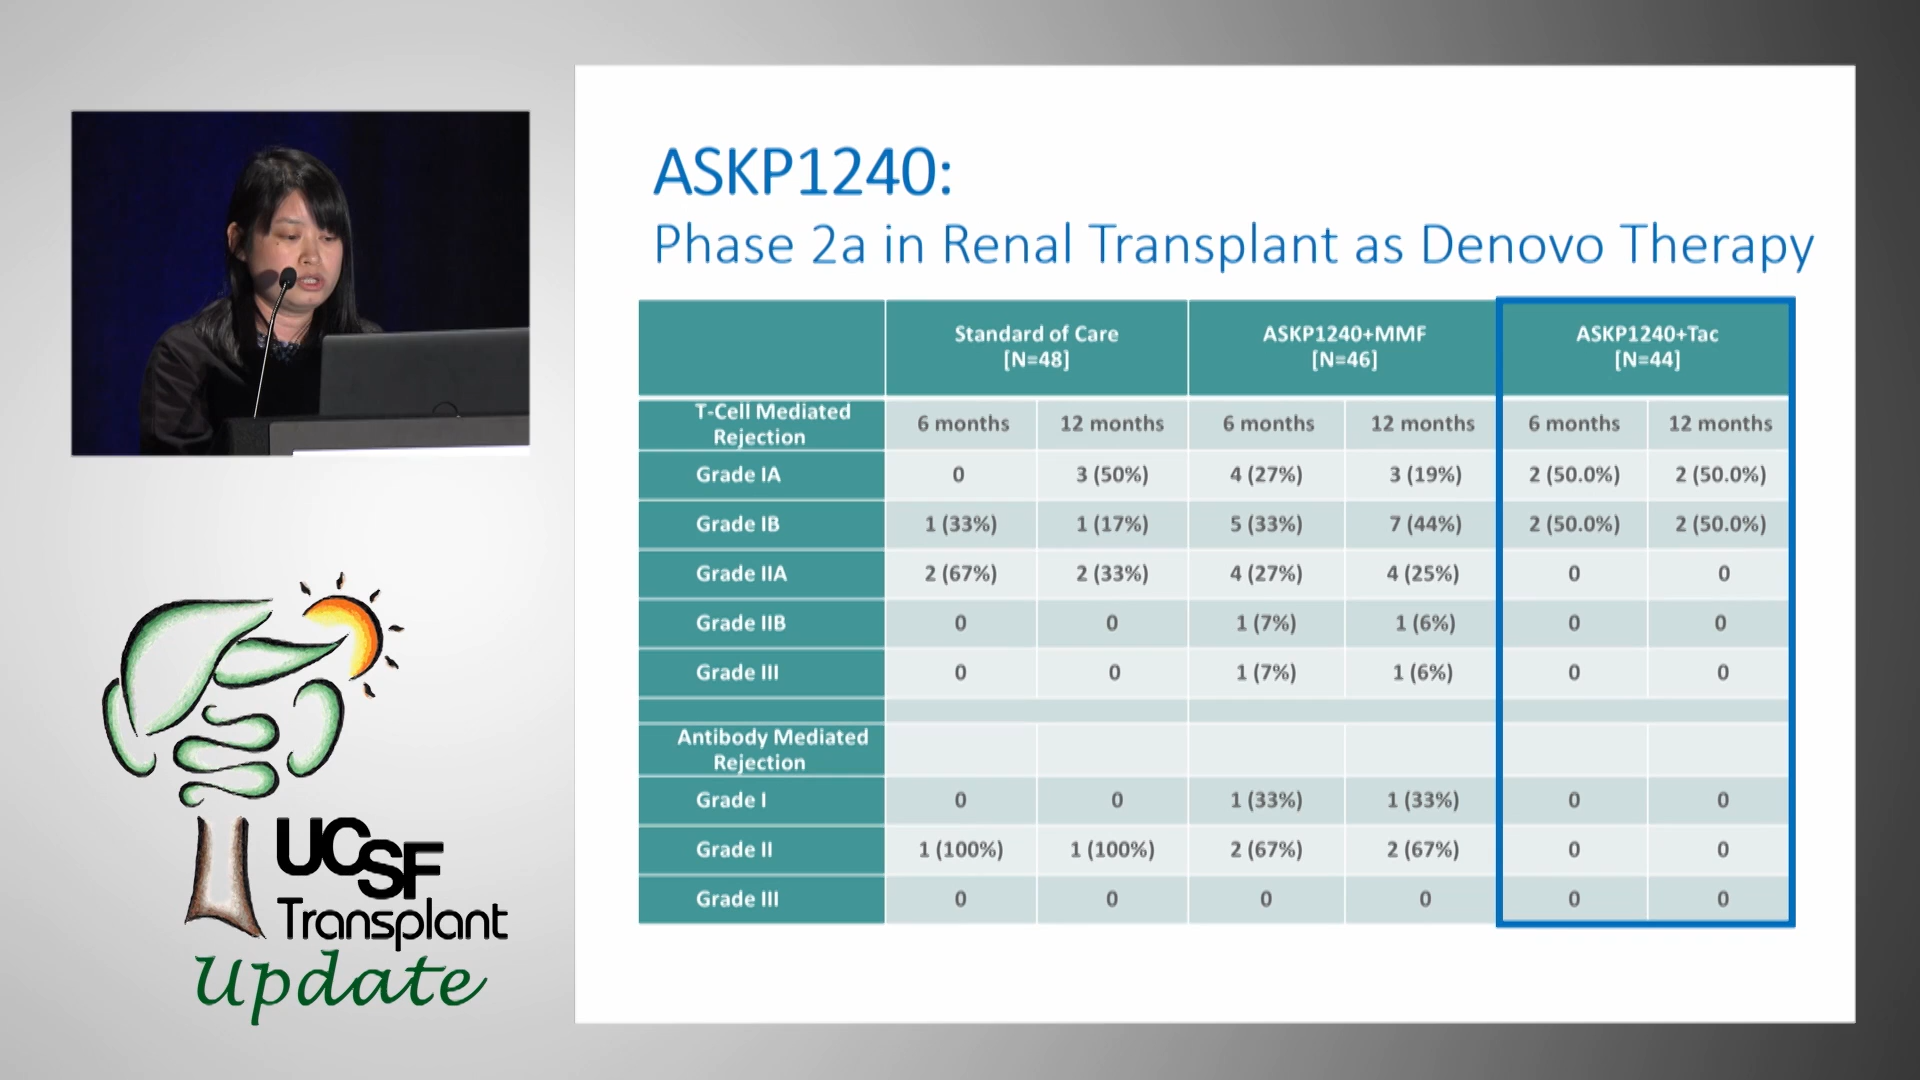 ASKP1240:
Phase 2a in Renal Transplant as Denovo Therapy
Standard of Care
[N=48]
ASKP1240+MMF
[N=46]
ASKP1240+Tac
[N=44]
T-Cell Mediated
Rejection
6 months 12 months 6 months 12 months 6 months 12 months
Grade IA 0 3 (50%) 4 (27%) 3 (19%) 2 (50.0%) 2 (50.0%)
Grade IB 1 (33%) 1 (17%) 5 (33%) 7 (44%) 2 (50.0%) 2 (50.0%)
Grade IIA 2 (67%) 2 (33%) 4 (27%) 4 (25%) 0 0
Grade IIB 0 0 1 (7%) 1 (6%) 0 0
Grade III 0 0 1 (7%) 1 (6%) 0 0
Antibody Mediated
Rejection
Grade I 0 0 1 (33%) 1 (33%) 0 0
Grade II 1 (100%) 1 (100%) 2 (67%) 2 (67%) 0 0
Grade III 0 0 0 0 0 0
UCSF
Transplant
Update